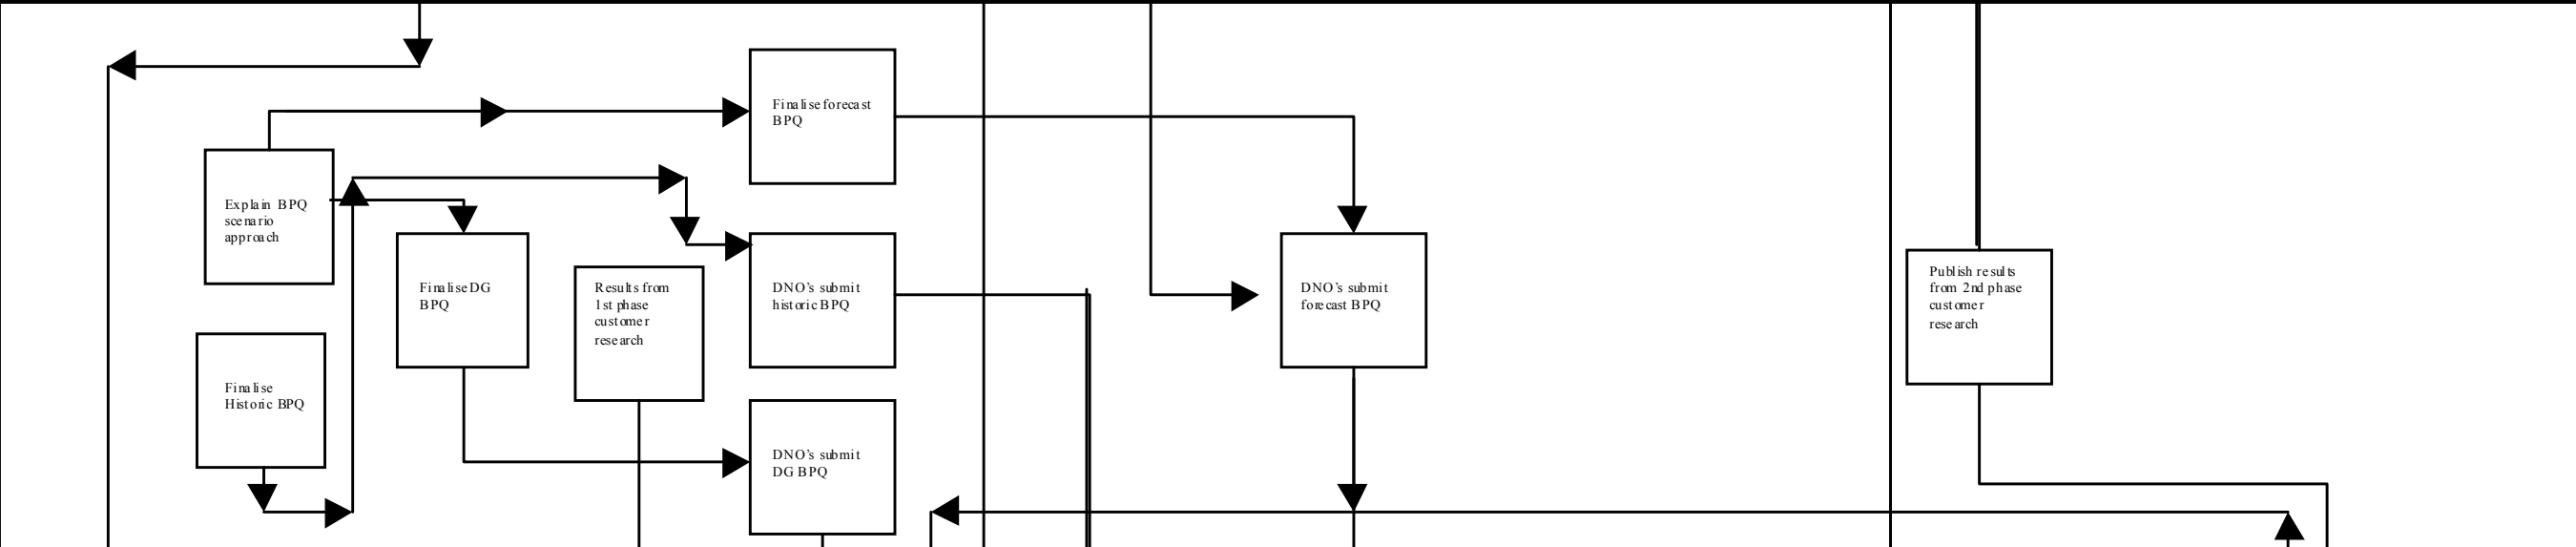 Finalise forecast
BPQ
Explain BPQ
scenario
approach
Finalise DG
BPQ
Results from
1st phase
customer
research
DNO's submit
historic BPQ
DNO's submit
forecast BPQ
Publish results
from 2nd phase
customer
research
Finalise
Historic BPQ
DNO's submit
DG BPQ